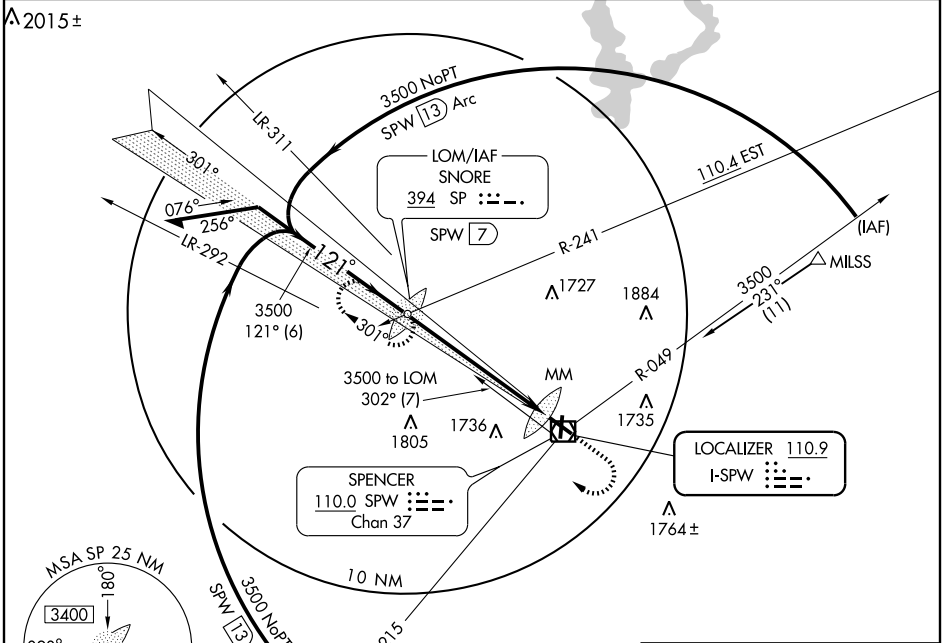 2015±
3500 NoPT
SPW 13 Arc
LR-311
LOM/IAF
SNORE
394 SP
SPW 7
110.4 EST
301°
076°
256°
LR-292
121°
R-241
(IAF)
MILSS
3500
231°
(11)
1727
1884
3500
121° (6)
301°
R-049
3500 to LOM
302° (7)
MM
1805
1736
1735
LOCALIZER 110.9
I-SPW
SPENCER
110.0 SPW
Chan 37
1764±
10 NM
MSA SP 25 NM
180°
3400
3500 NoPT
SPW 13